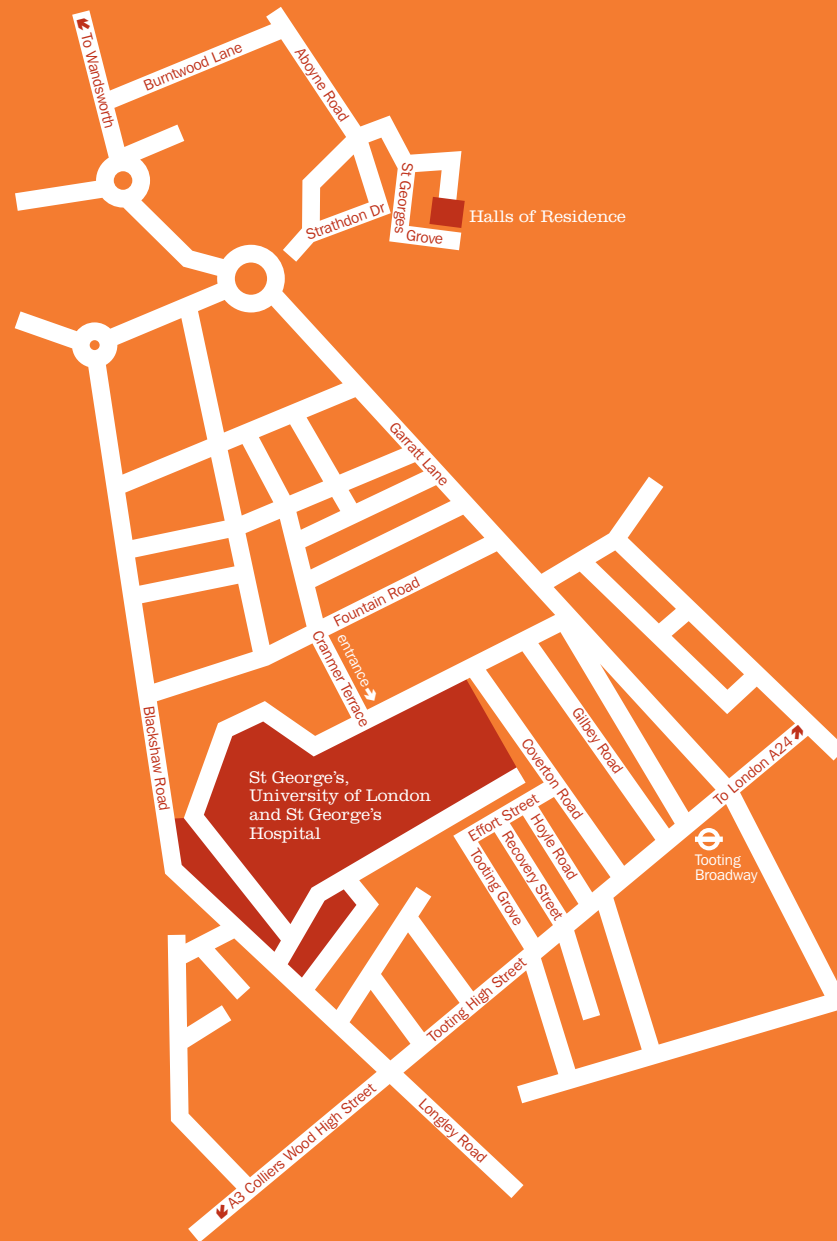 To Wandsworth
Burntwood Lane
Aboyne Road
St Georges
Grove
Strathdon Dr
Halls of Residence
Garratt Lane
Fountain Road
Cranmer Terrace
entrance
Blackshaw Road
St George's,
University of London
and St George's
Hospital
Gilbey Road
Coverton Road
To London A24
Effort Street
Hoyle Road
Recovery Street
Tooting Grove
Tooting
Broadway
Tooting High Street
A3 Colliers Wood High Street
Longley Road